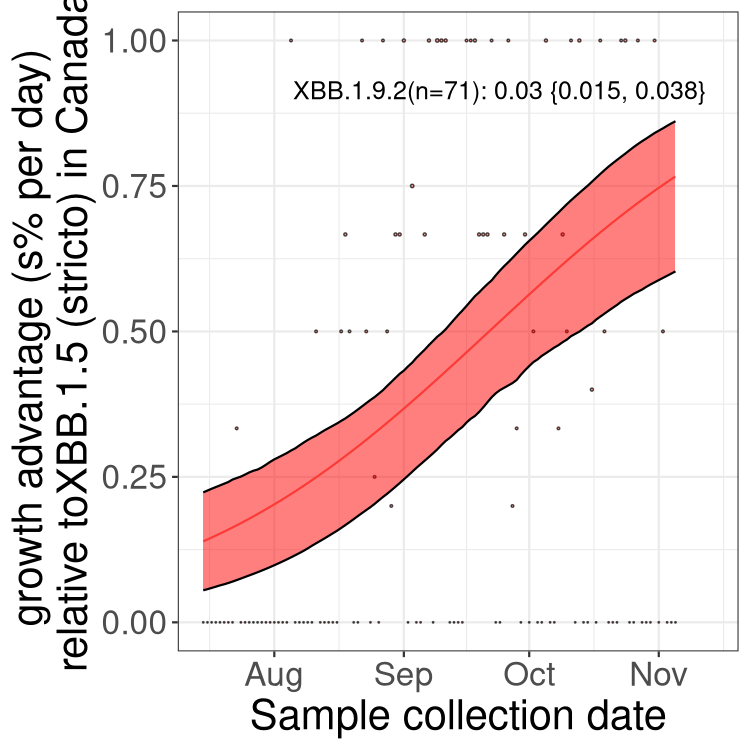 growth advantage (s% per day)
relative toXBB.1.5 (stricto) in Canada
1.00
0.75
0.50
0.25
0.00
XBB.1.9.2(n=71): 0.03 {0.015, 0.038}
Aug Sep Oct Nov
Sample collection date